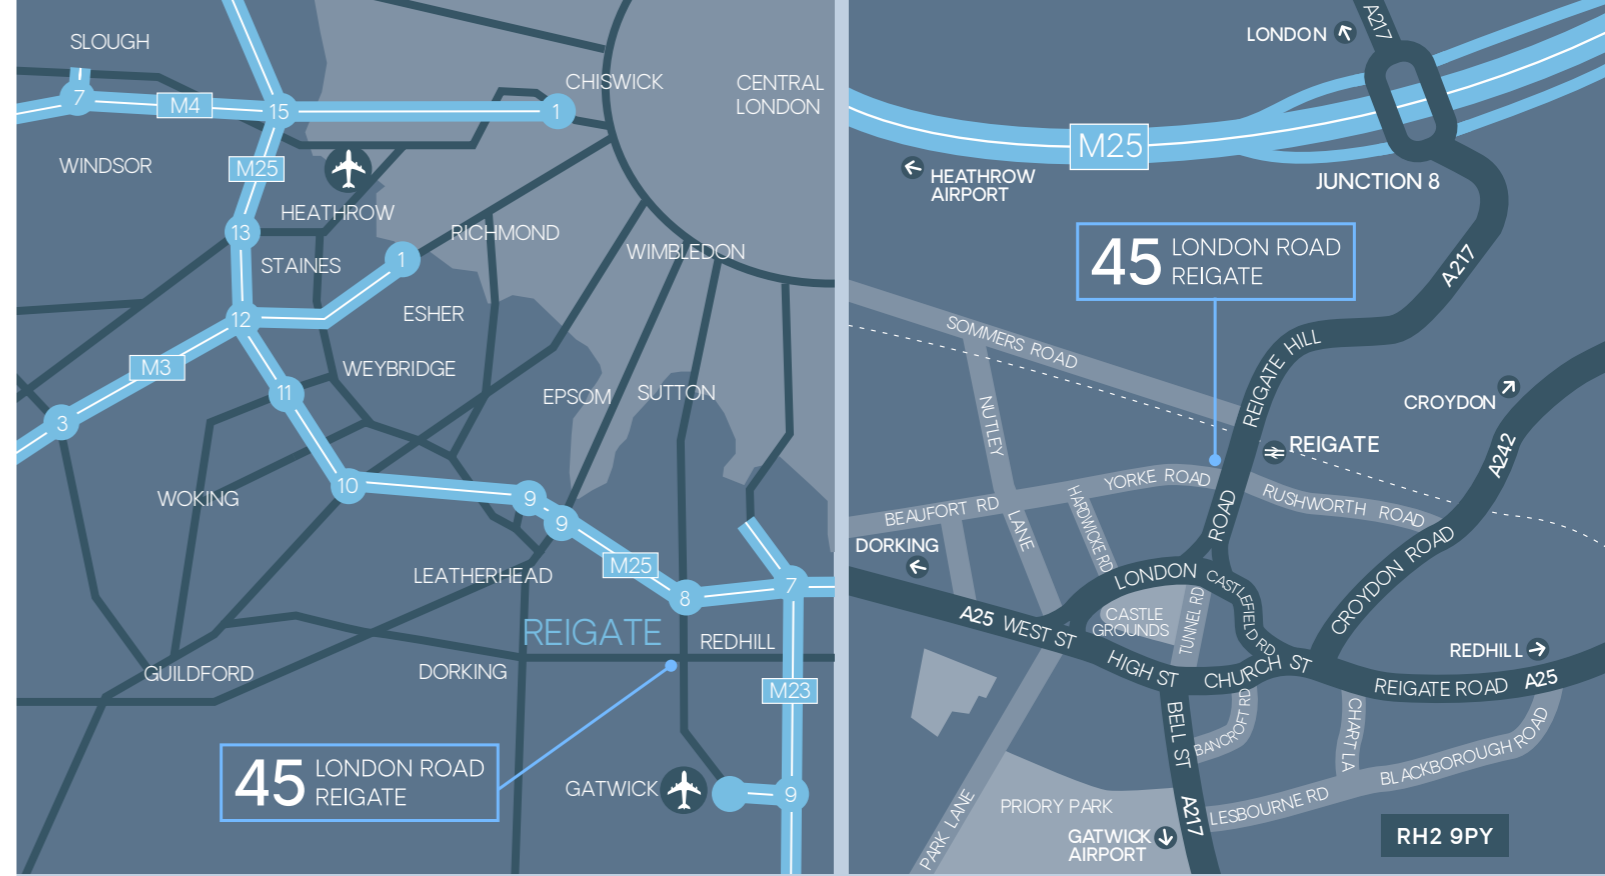 SLOUGH
7
M4
15
1
CHISWICK
CENTRAL
LONDON
WINDSOR
M25
HEATHROW
13
RICHMOND
WIMBLEDON
STAINES
1
12
ESHER
M3
WEYBRIDGE
11
EPSOM
SUTTON
3
WOKING
10
9
9
M25
LEATHERHEAD
8
7
REIGATE
REDHILL
GUILDFORD
DORKING
M23
45
LONDON ROAD
REIGATE
GATWICK
9
LONDON
A217
M25
HEATHROW
AIRPORT
JUNCTION 8
45
LONDON ROAD
REIGATE
A217
SOMMERS ROAD
REIGATE HILL
CROYDON
NUTLEY
LANE
REIGATE
A242
YORKE ROAD
HARDWICKE RD
BEAUFORT RD
ROAD
RUSHWORTH ROAD
DORKING
LONDON
CASTLEFIELD RD
CROYDON ROAD
A25 WEST ST
CASTLE
GROUNDS
TUNNEL RD
HIGH ST
CHURCH ST
REDHILL
REIGATE ROAD A25
BELL ST
BANCROFT RD
CHART LA
BLACKBOROUGH ROAD
LESBOURNE RD
PARK LANE
PRIORY PARK
A217
GATWICK
AIRPORT
RH2 9PY